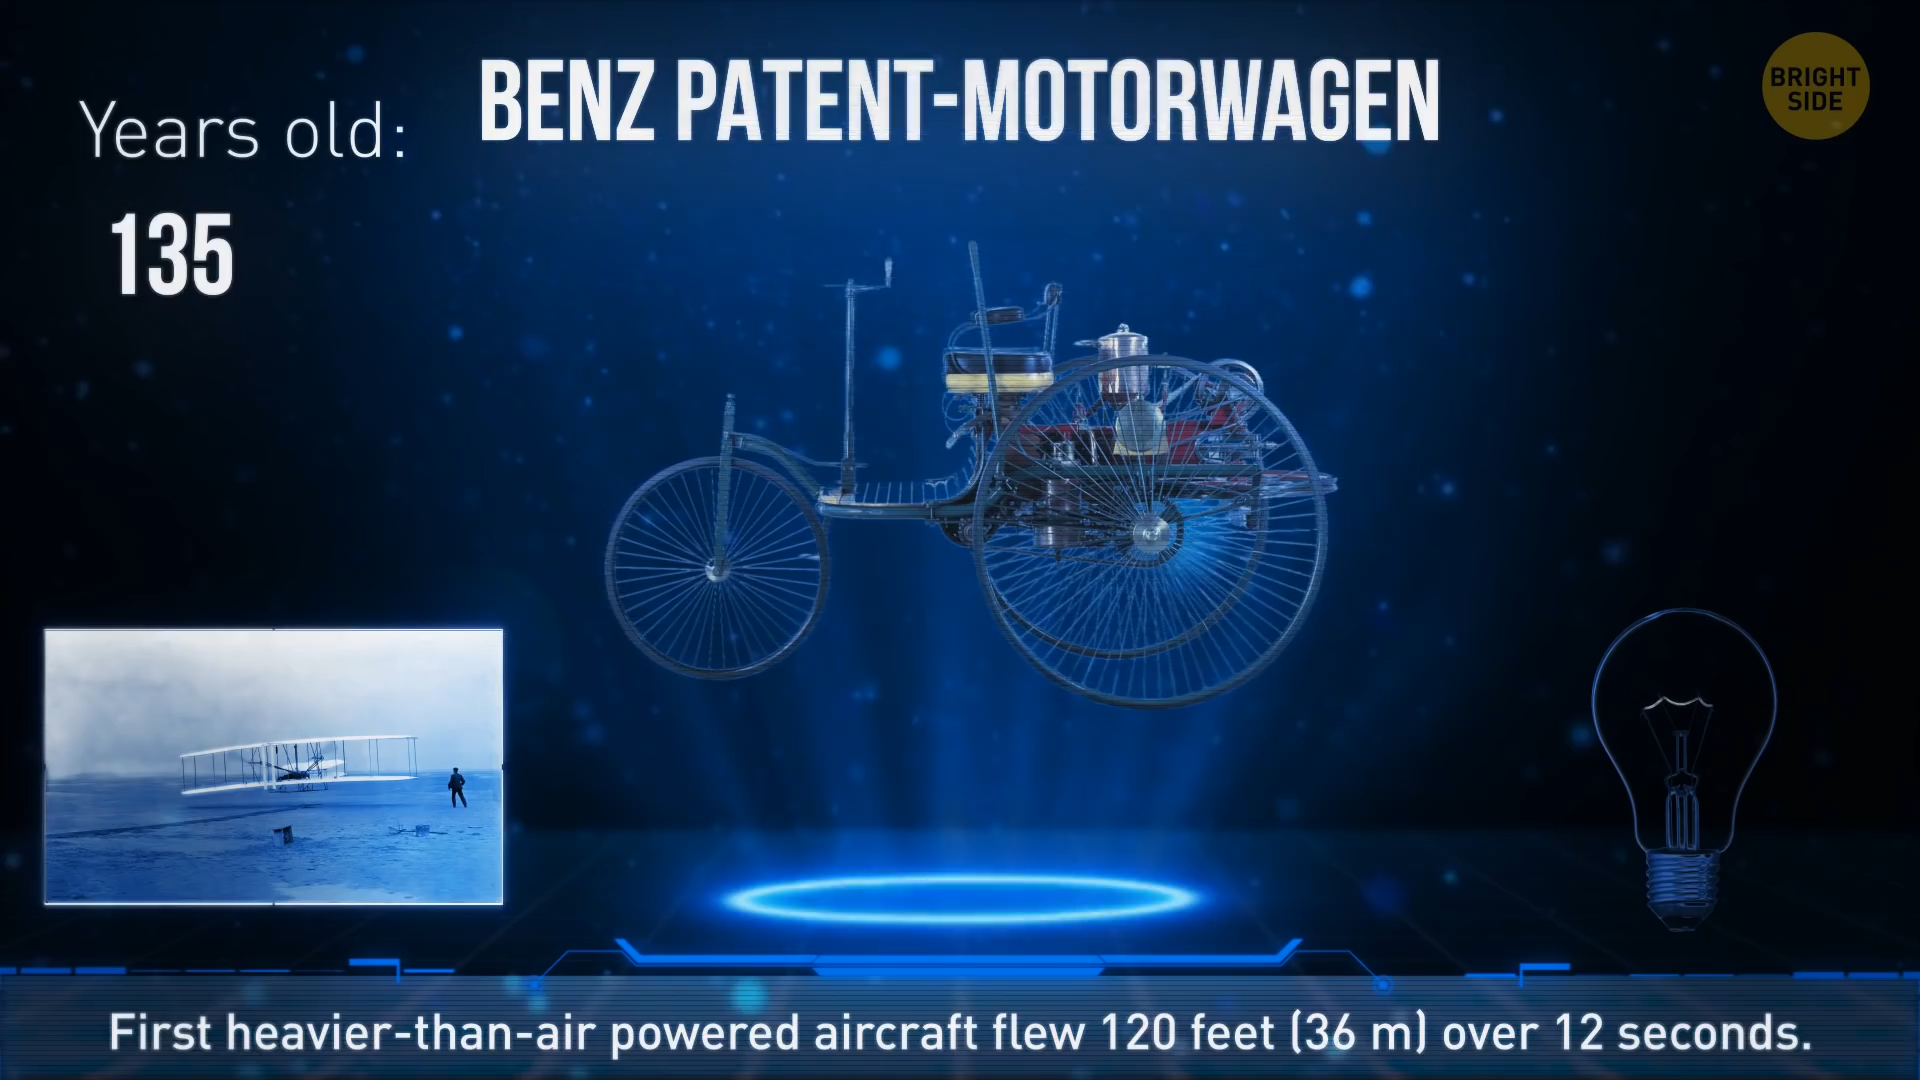 BENZ PATENT-MOTORWAGEN
Years old:
135
BRIGHT
SIDE
First heavier-than-air powered aircraft flew 120 feet (36 m) over 12 seconds.